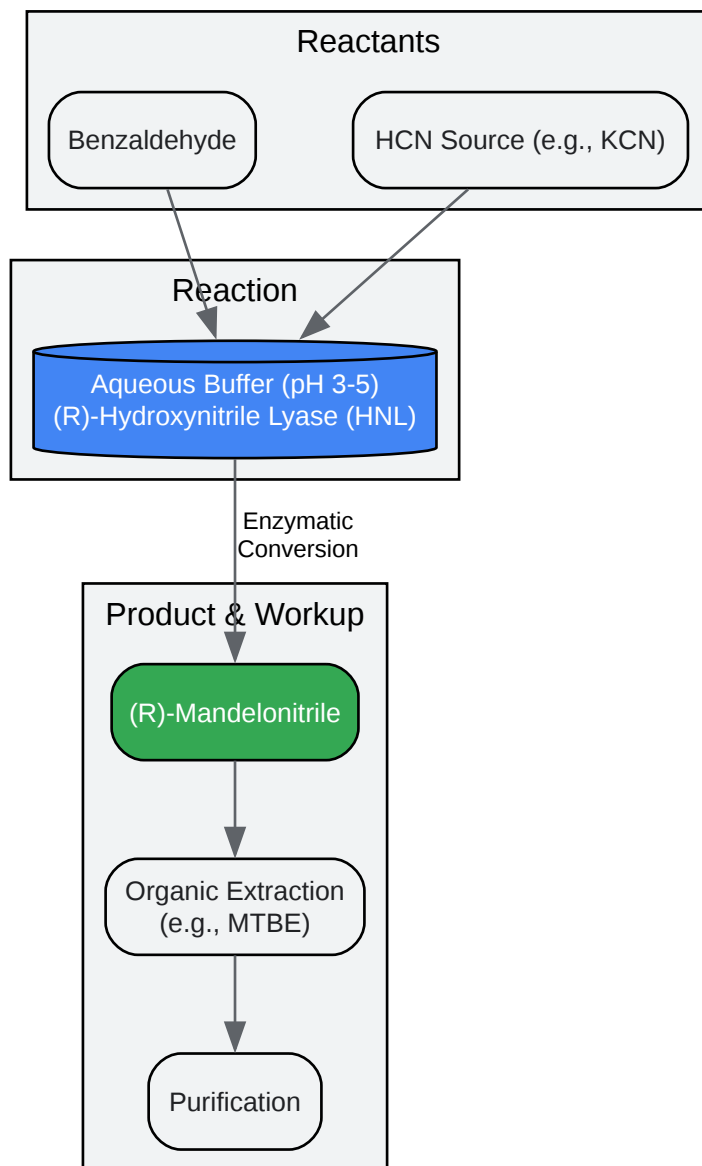 Reactants
Benzaldehyde
HCN Source (e.g., KCN)
Reaction
Aqueous Buffer (pH 3-5)
(R)-Hydroxynitrile Lyase (HNL)
Enzymatic
Conversion
Product & Workup
(R)-Mandelonitrile
Organic Extraction
(e.g., MTBE)
Purification